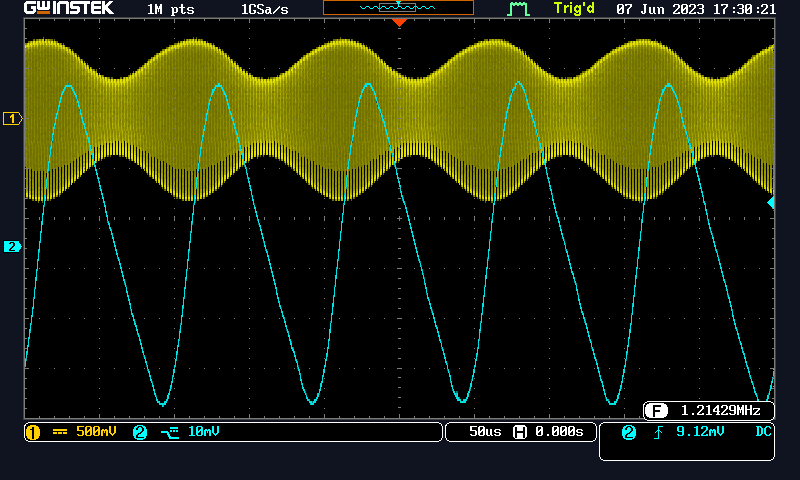 GWINSTEK 1M pts 1GSa/s Trig'd 07 Jun 2023 17:30:21
1
2
F 1.21429MHz
1 500mV 2 10mV 50us H 0.000s 2 9.12mV DC